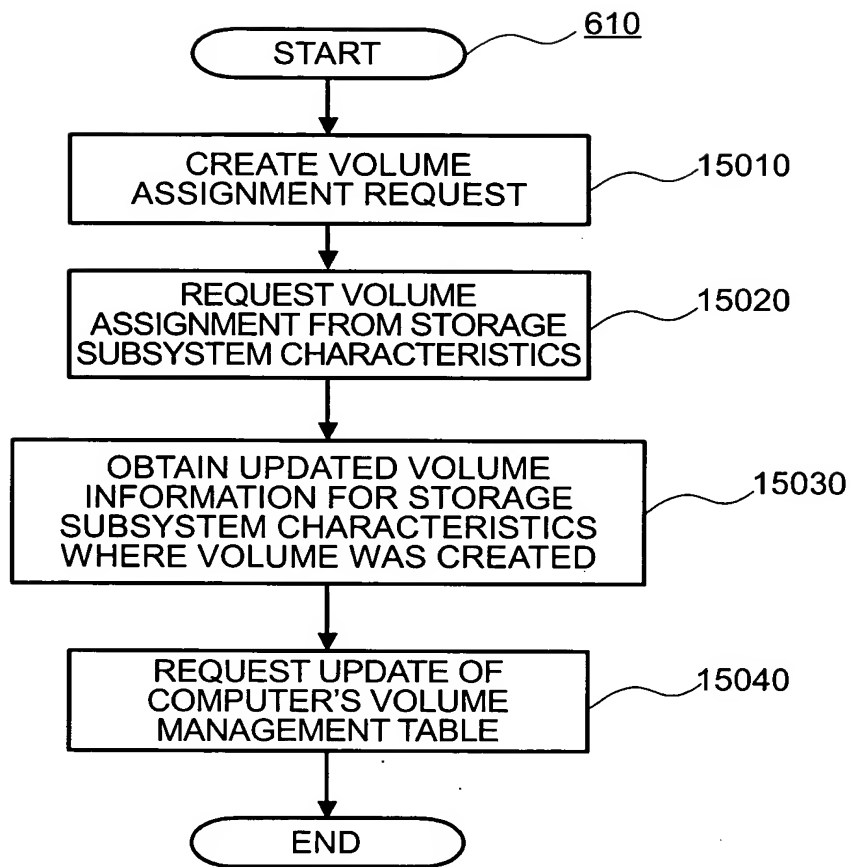 610
START
CREATE VOLUME
ASSIGNMENT REQUEST
15010
REQUEST VOLUME
ASSIGNMENT FROM STORAGE
SUBSYSTEM CHARACTERISTICS
15020
OBTAIN UPDATED VOLUME
INFORMATION FOR STORAGE
SUBSYSTEM CHARACTERISTICS
WHERE VOLUME WAS CREATED
15030
REQUEST UPDATE OF
COMPUTER'S VOLUME
MANAGEMENT TABLE
15040
END